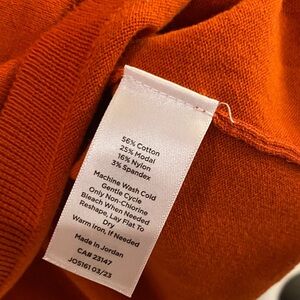 56% Cotton
25% Modal
16% Nylon
3% Spandex
Machine Wash Cold
Gentle Cycle
Only Non-Chlorine
Bleach When Needed
Reshape, Lay Flat To
Dry
Warm Iron, If Needed
Made in Jordan
CA# 23147
JOS161 03/23